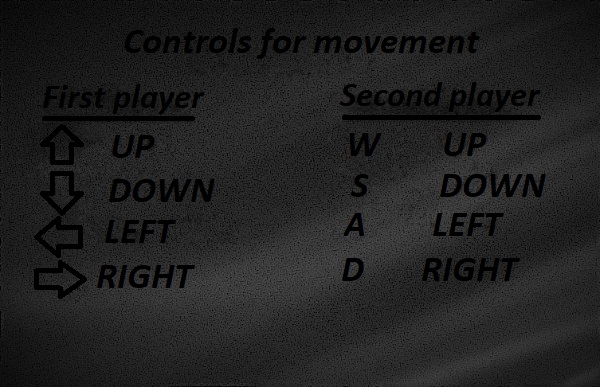 Controls for movement
First player
UP
DOWN
LEFT
RIGHT
Second player
W UP
S DOWN
A LEFT
D RIGHT